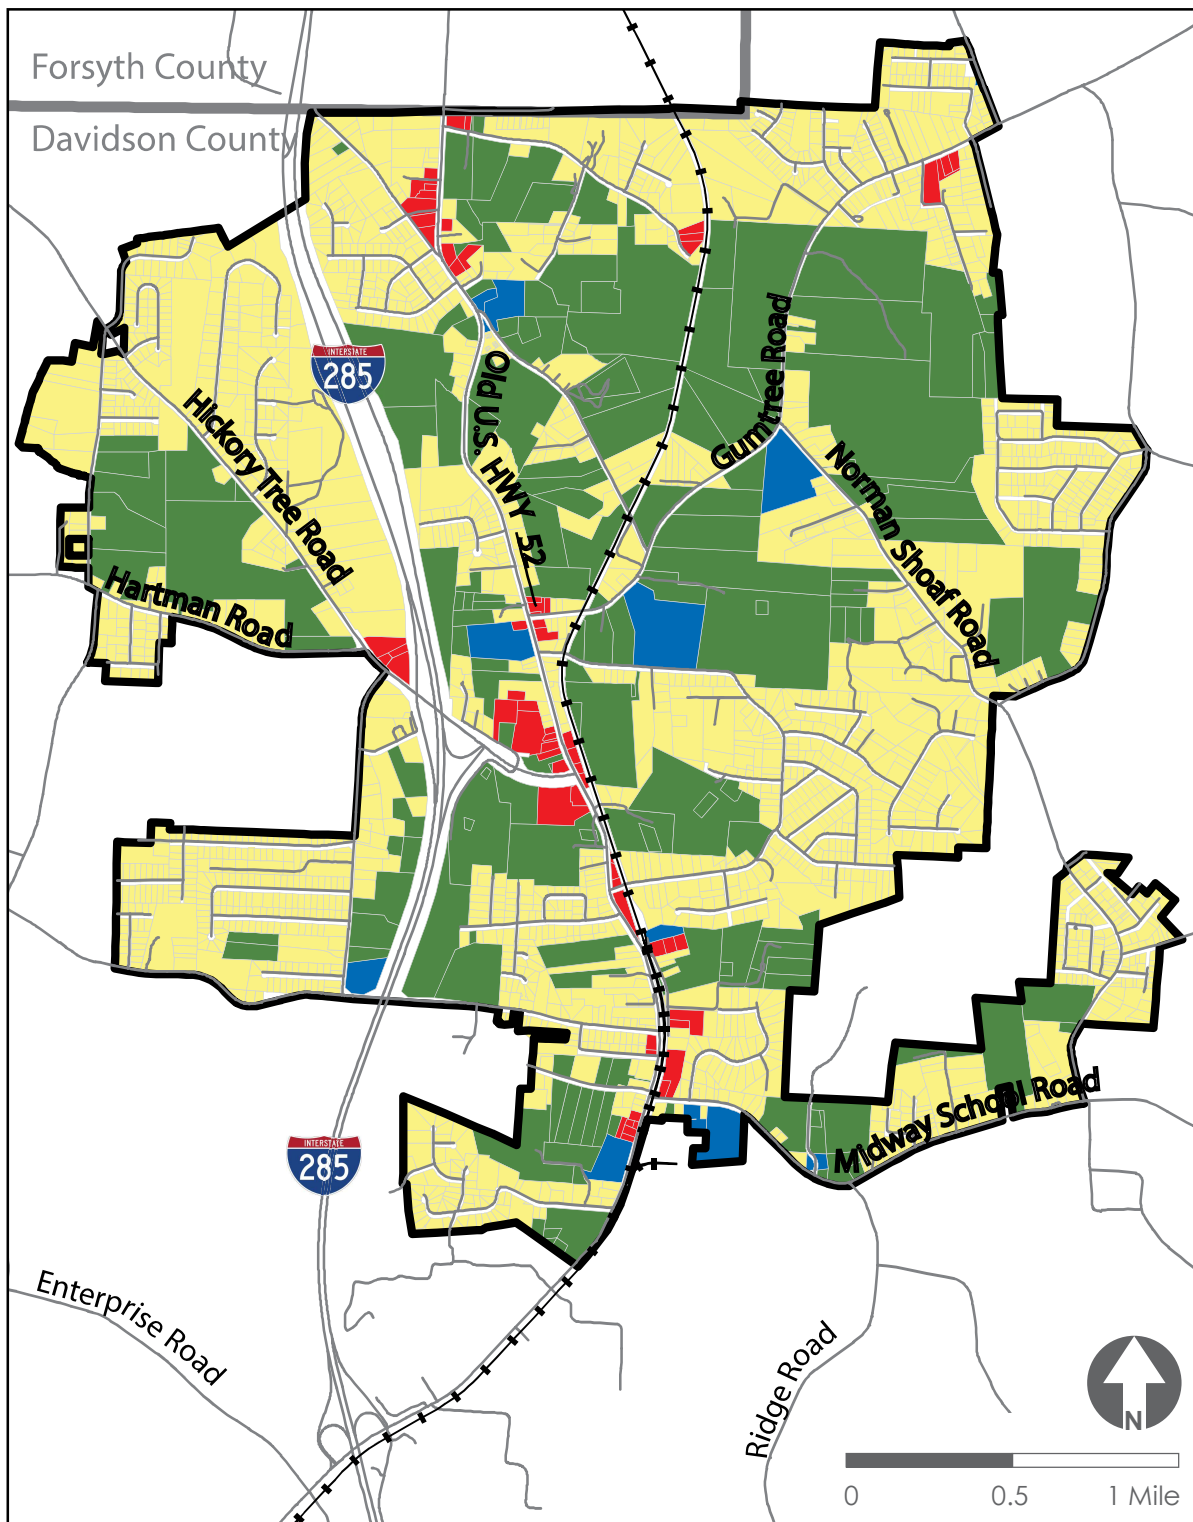 Forsyth County
Davidson County
INTERSTATE
285
Old U.S. HWY 52
Gumtree Road
Hickory Tree Road
Norman Shoaf Road
Hartman Road
Midway School Road
INTERSTATE
285
Enterprise Road
Ridge Road
N
0 0.5 1 Mile